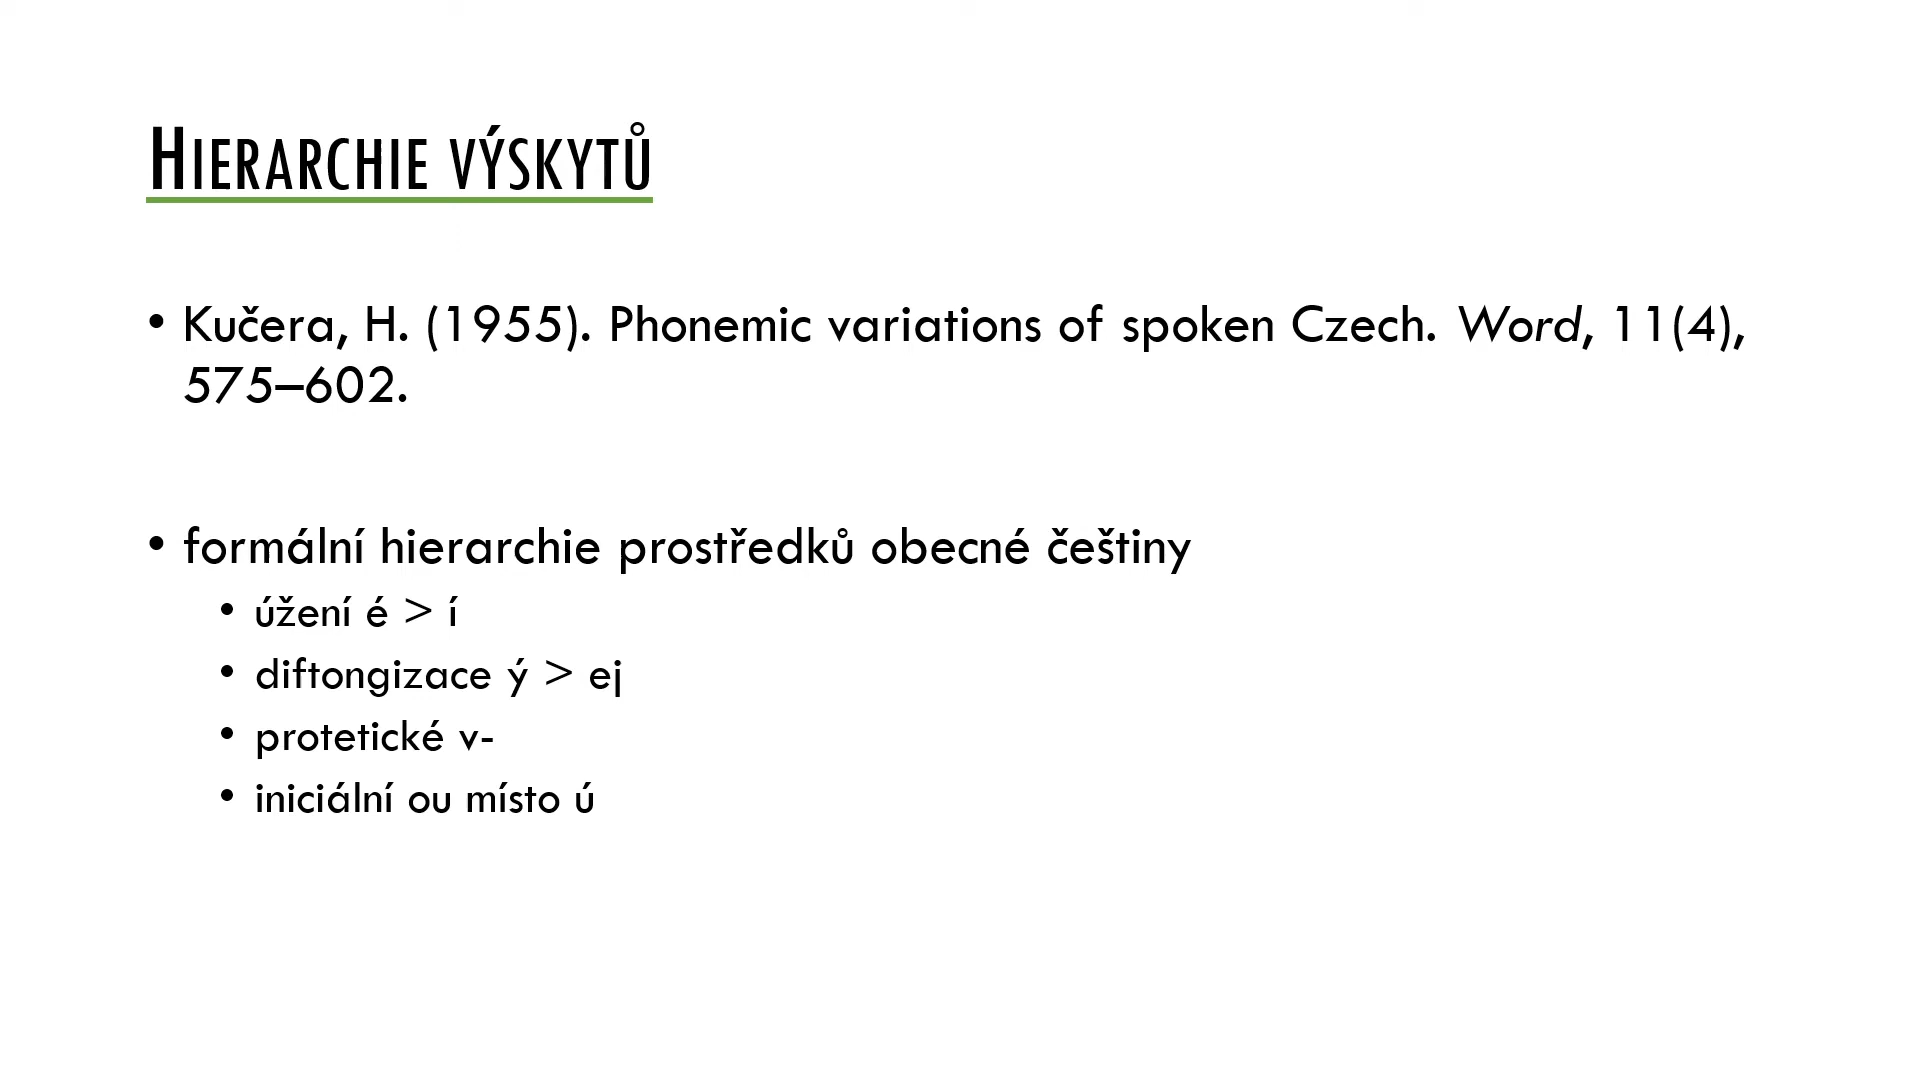 Hierarchie výskytů
• Kučera, H. (1955). Phonemic variations of spoken Czech. Word, 11(4),
575–602.
• formální hierarchie prostředků obecné češtiny
• úžení é > í
• diftongizace ý > ej
• protetické v-
• iniciální ou místo ú